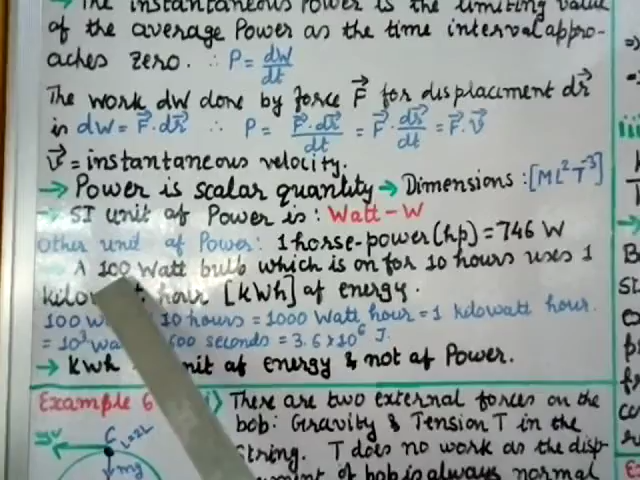 → The instantaneous Power is the limiting value
of the average Power as the time interval appro-
aches zero. ∴ P = dW/dt
The work dW done by force F⃗ for displacement dr⃗
is dW = F⃗.dr⃗ ∴ P = F⃗.dr⃗/dt = F⃗.dr⃗/dt = F⃗.v⃗
v⃗ = instantaneous velocity.
→ Power is scalar quantity → Dimensions : [ML²T⁻³]
→ SI unit of Power is : Watt - W
Other unit of Power: 1 horse-power (hp) = 746 W
A 100 Watt bulb which is on for 10 hours uses 1
hour [kWh] of energy.
100 10 hours = 1000 Watt hour = 1 kilowatt hour.
= 10³ seconds = 3.6 x 10⁶ J.
→ kWh unit of energy & not of Power.
Example 6 i) There are two external forces on the
bob: Gravity & Tension T in the
String. T does no work as the disp-
of bob is always normal
C
L=2L
mg